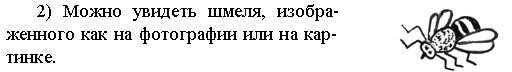 2) Можно увидеть шмеля, изобра-
женного как на фотографии или на кар-
тинке.